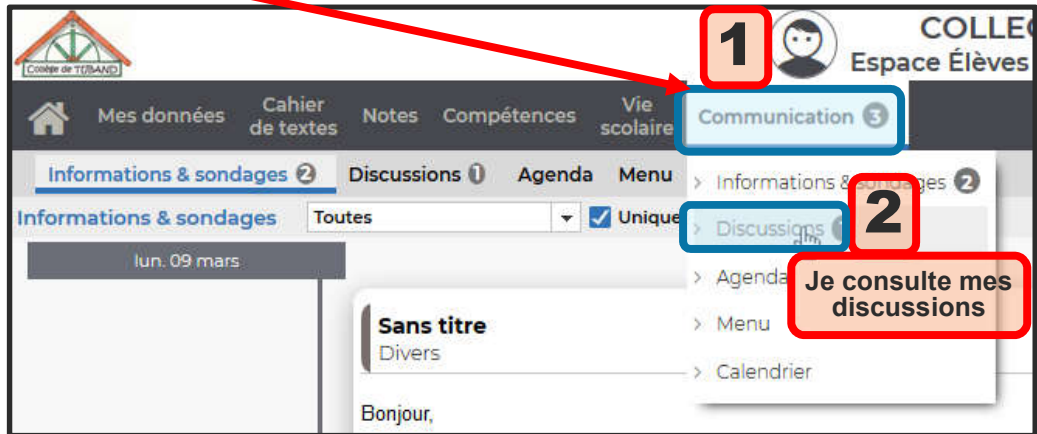 Collège de TUBAND
1
COLLE
Espace Élèves
Mes données
Cahier
de textes
Notes
Compétences
Vie
scolaire
Communication 3
Informations & sondages 2
Discussions 1
Agenda
Menu
Informations & sondages
Toutes
Unique
lun. 09 mars
Sans titre
Divers
Bonjour,
> Informations & sondages 2
> Discussions
2
> Agenda
Je consulte mes
discussions
> Menu
> Calendrier